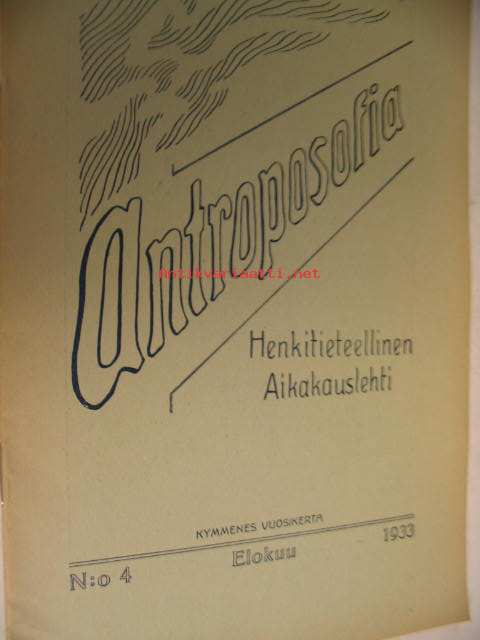 Antroposofia
Antikvariaatti.net
Henkitieteellinen
Aikakauslehti
KYMMENES VUOSIKERTA
N:o 4 Elokuu 1933